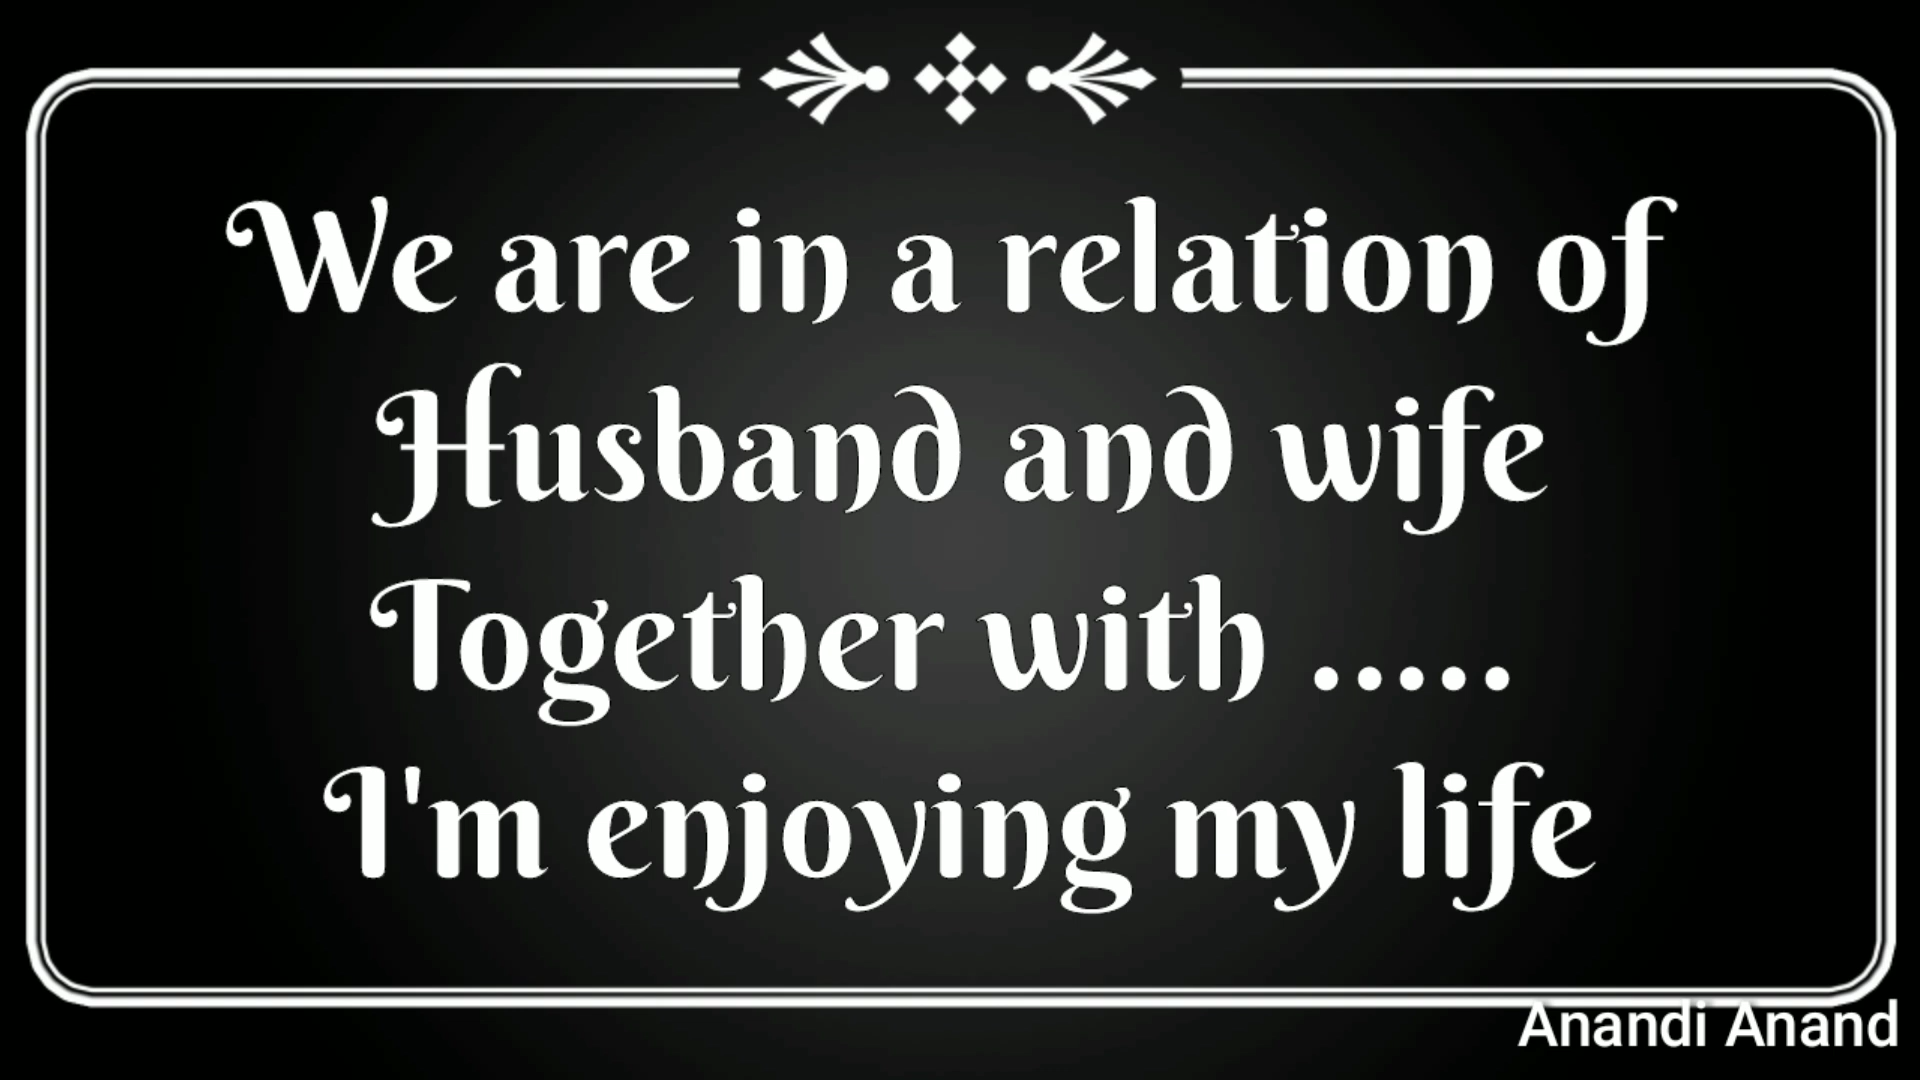 We are in a relation of
Husband and wife
Together with .....
I'm enjoying my life
Anandi Anand